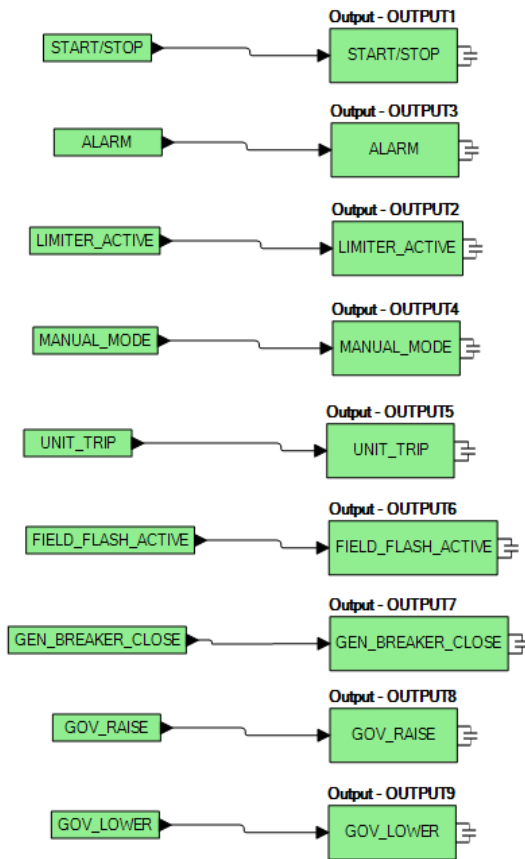 Output - OUTPUT1
START/STOP
START/STOP
Output - OUTPUT3
ALARM
ALARM
Output - OUTPUT2
LIMITER_ACTIVE
LIMITER_ACTIVE
Output - OUTPUT4
MANUAL_MODE
MANUAL_MODE
Output - OUTPUT5
UNIT_TRIP
UNIT_TRIP
Output - OUTPUT6
FIELD_FLASH_ACTIVE
FIELD_FLASH_ACTIVE
Output - OUTPUT7
GEN_BREAKER_CLOSE
GEN_BREAKER_CLOSE
Output - OUTPUT8
GOV_RAISE
GOV_RAISE
Output - OUTPUT9
GOV_LOWER
GOV_LOWER